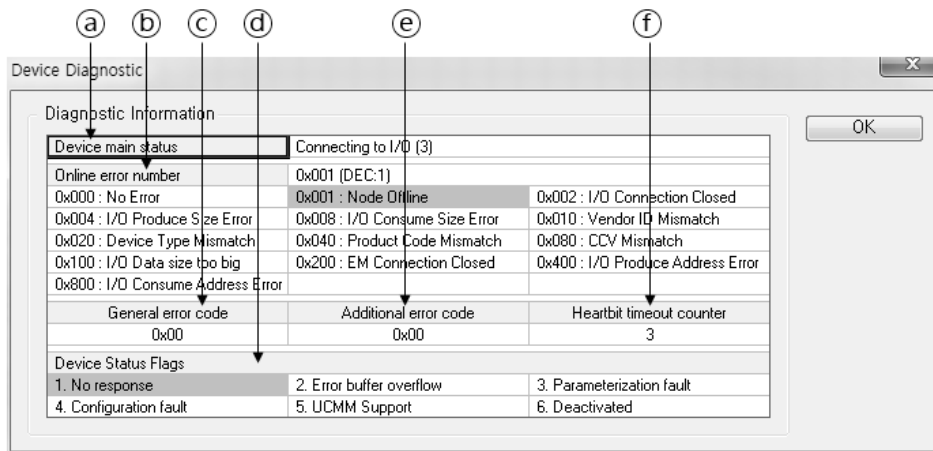 ⓐ ⓑ ⓒ ⓓ ⓔ ⓕ
Device Diagnostic
Diagnostic Information
OK
Device main status Connecting to I/O (3)
Online error number 0x001 (DEC:1)
0x000 : No Error 0x001 : Node Offline 0x002 : I/O Connection Closed
0x004 : I/O Produce Size Error 0x008 : I/O Consume Size Error 0x010 : Vendor ID Mismatch
0x020 : Device Type Mismatch 0x040 : Product Code Mismatch 0x080 : CCV Mismatch
0x100 : I/O Data size too big 0x200 : EM Connection Closed 0x400 : I/O Produce Address Error
0x800 : I/O Consume Address Error
General error code Additional error code Heartbit timeout counter
0x00 0x00 3
Device Status Flags
1. No response 2. Error buffer overflow 3. Parameterization fault
4. Configuration fault 5. UCMM Support 6. Deactivated